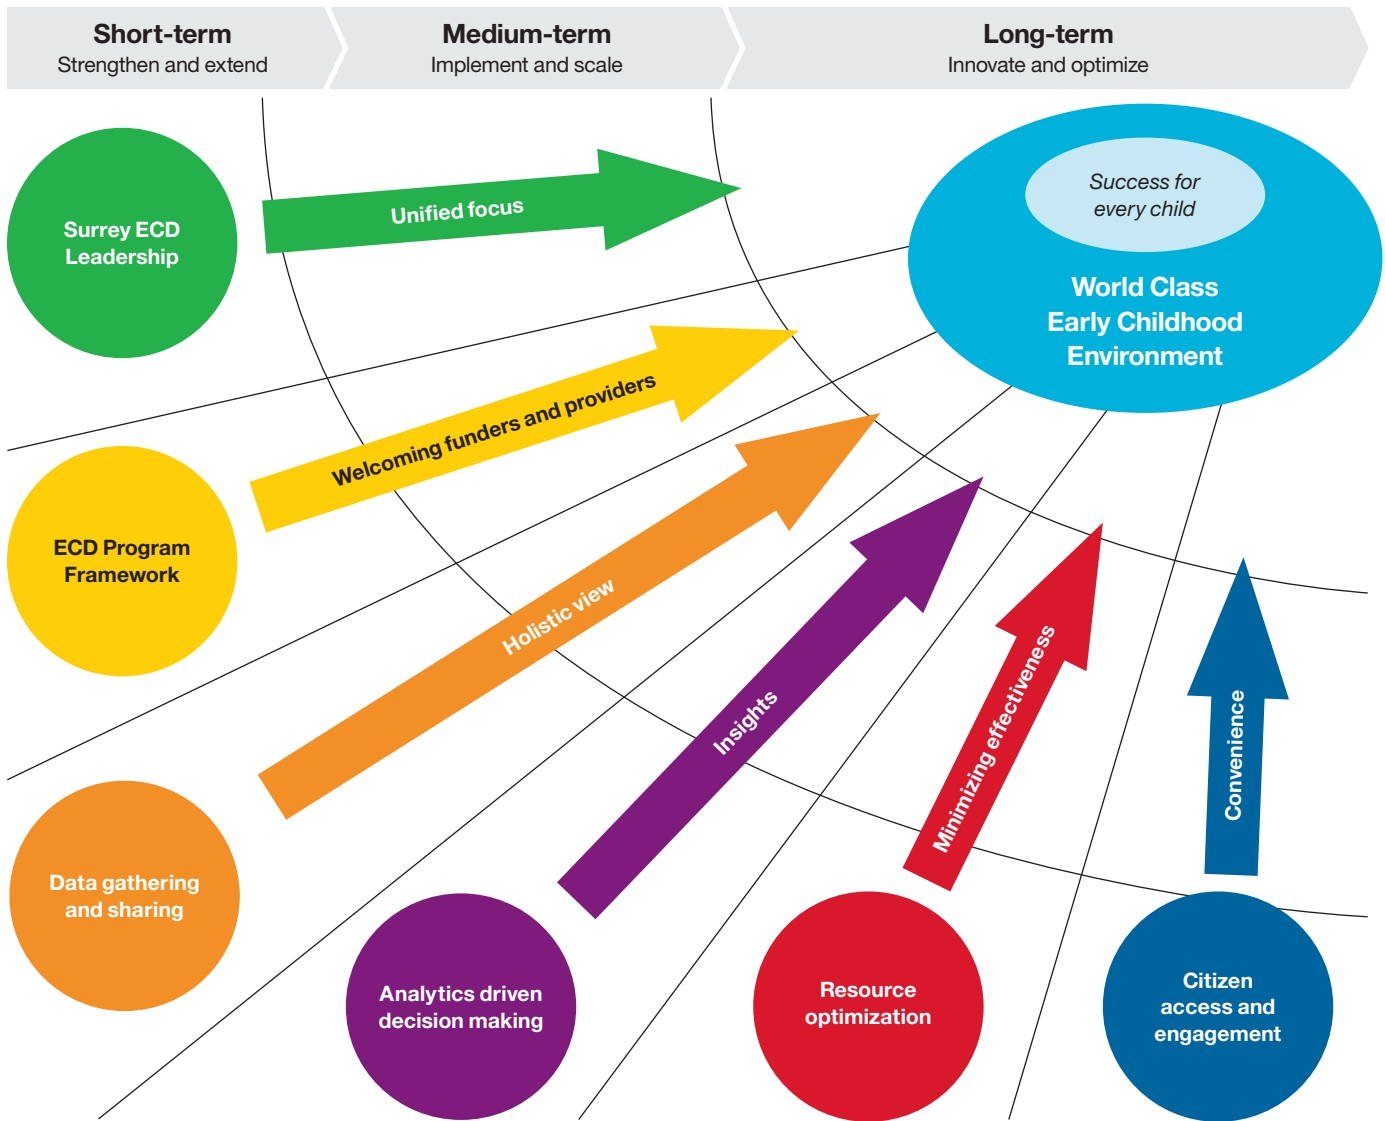 Short-term
Strengthen and extend
Medium-term
Implement and scale
Long-term
Innovate and optimize
Success for
every child
World Class
Early Childhood
Environment
Surrey ECD
Leadership
Unified focus
ECD Program
Framework
Welcoming funders and providers
Data gathering
and sharing
Holistic view
Analytics driven
decision making
Insights
Resource
optimization
Minimizing effectiveness
Citizen
access and
engagement
Convenience